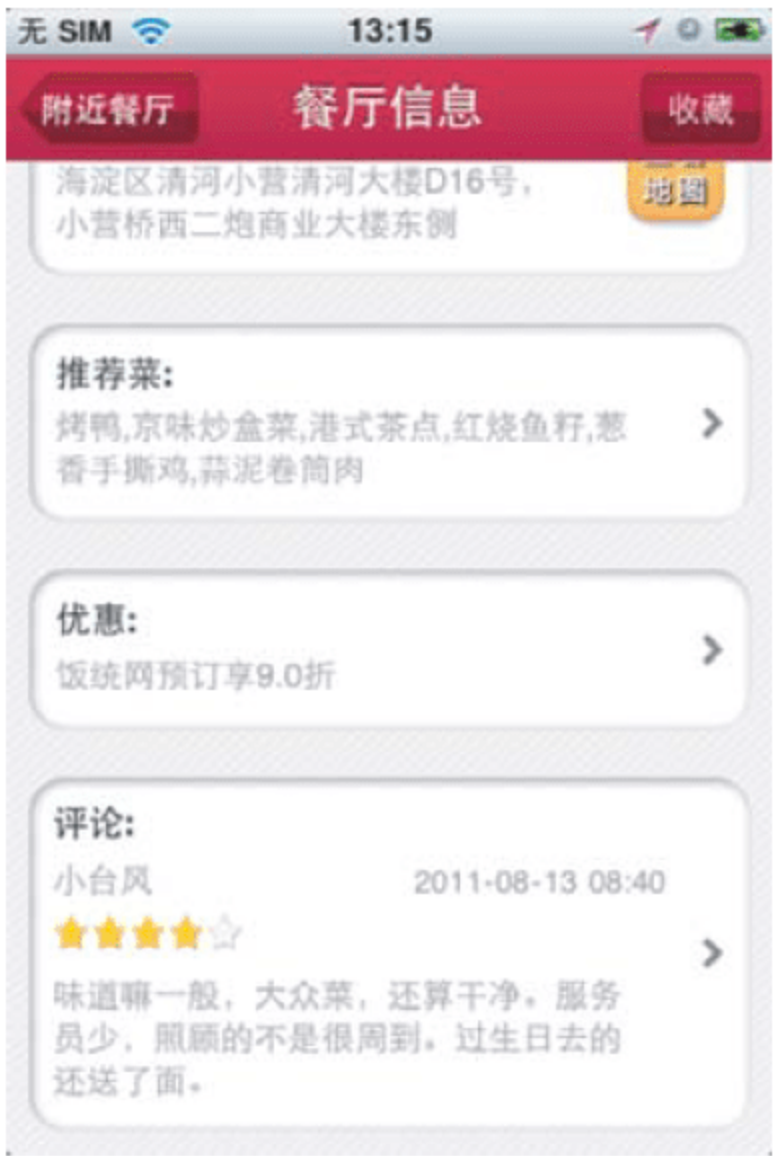 无 SIM 13:15
附近餐厅 餐厅信息 收藏
海淀区清河小营清河大楼D16号，
小营桥西二炮商业大楼东侧
地图
推荐菜:
烤鸭,京味炒盒菜,港式茶点,红烧鱼籽,葱
香手撕鸡,蒜泥卷筒肉
优惠:
饭统网预订享9.0折
评论:
小台风 2011-08-13 08:40
味道嘛一般，大众菜，还算干净。服务
员少，照顾的不是很周到。过生日去的
还送了面。